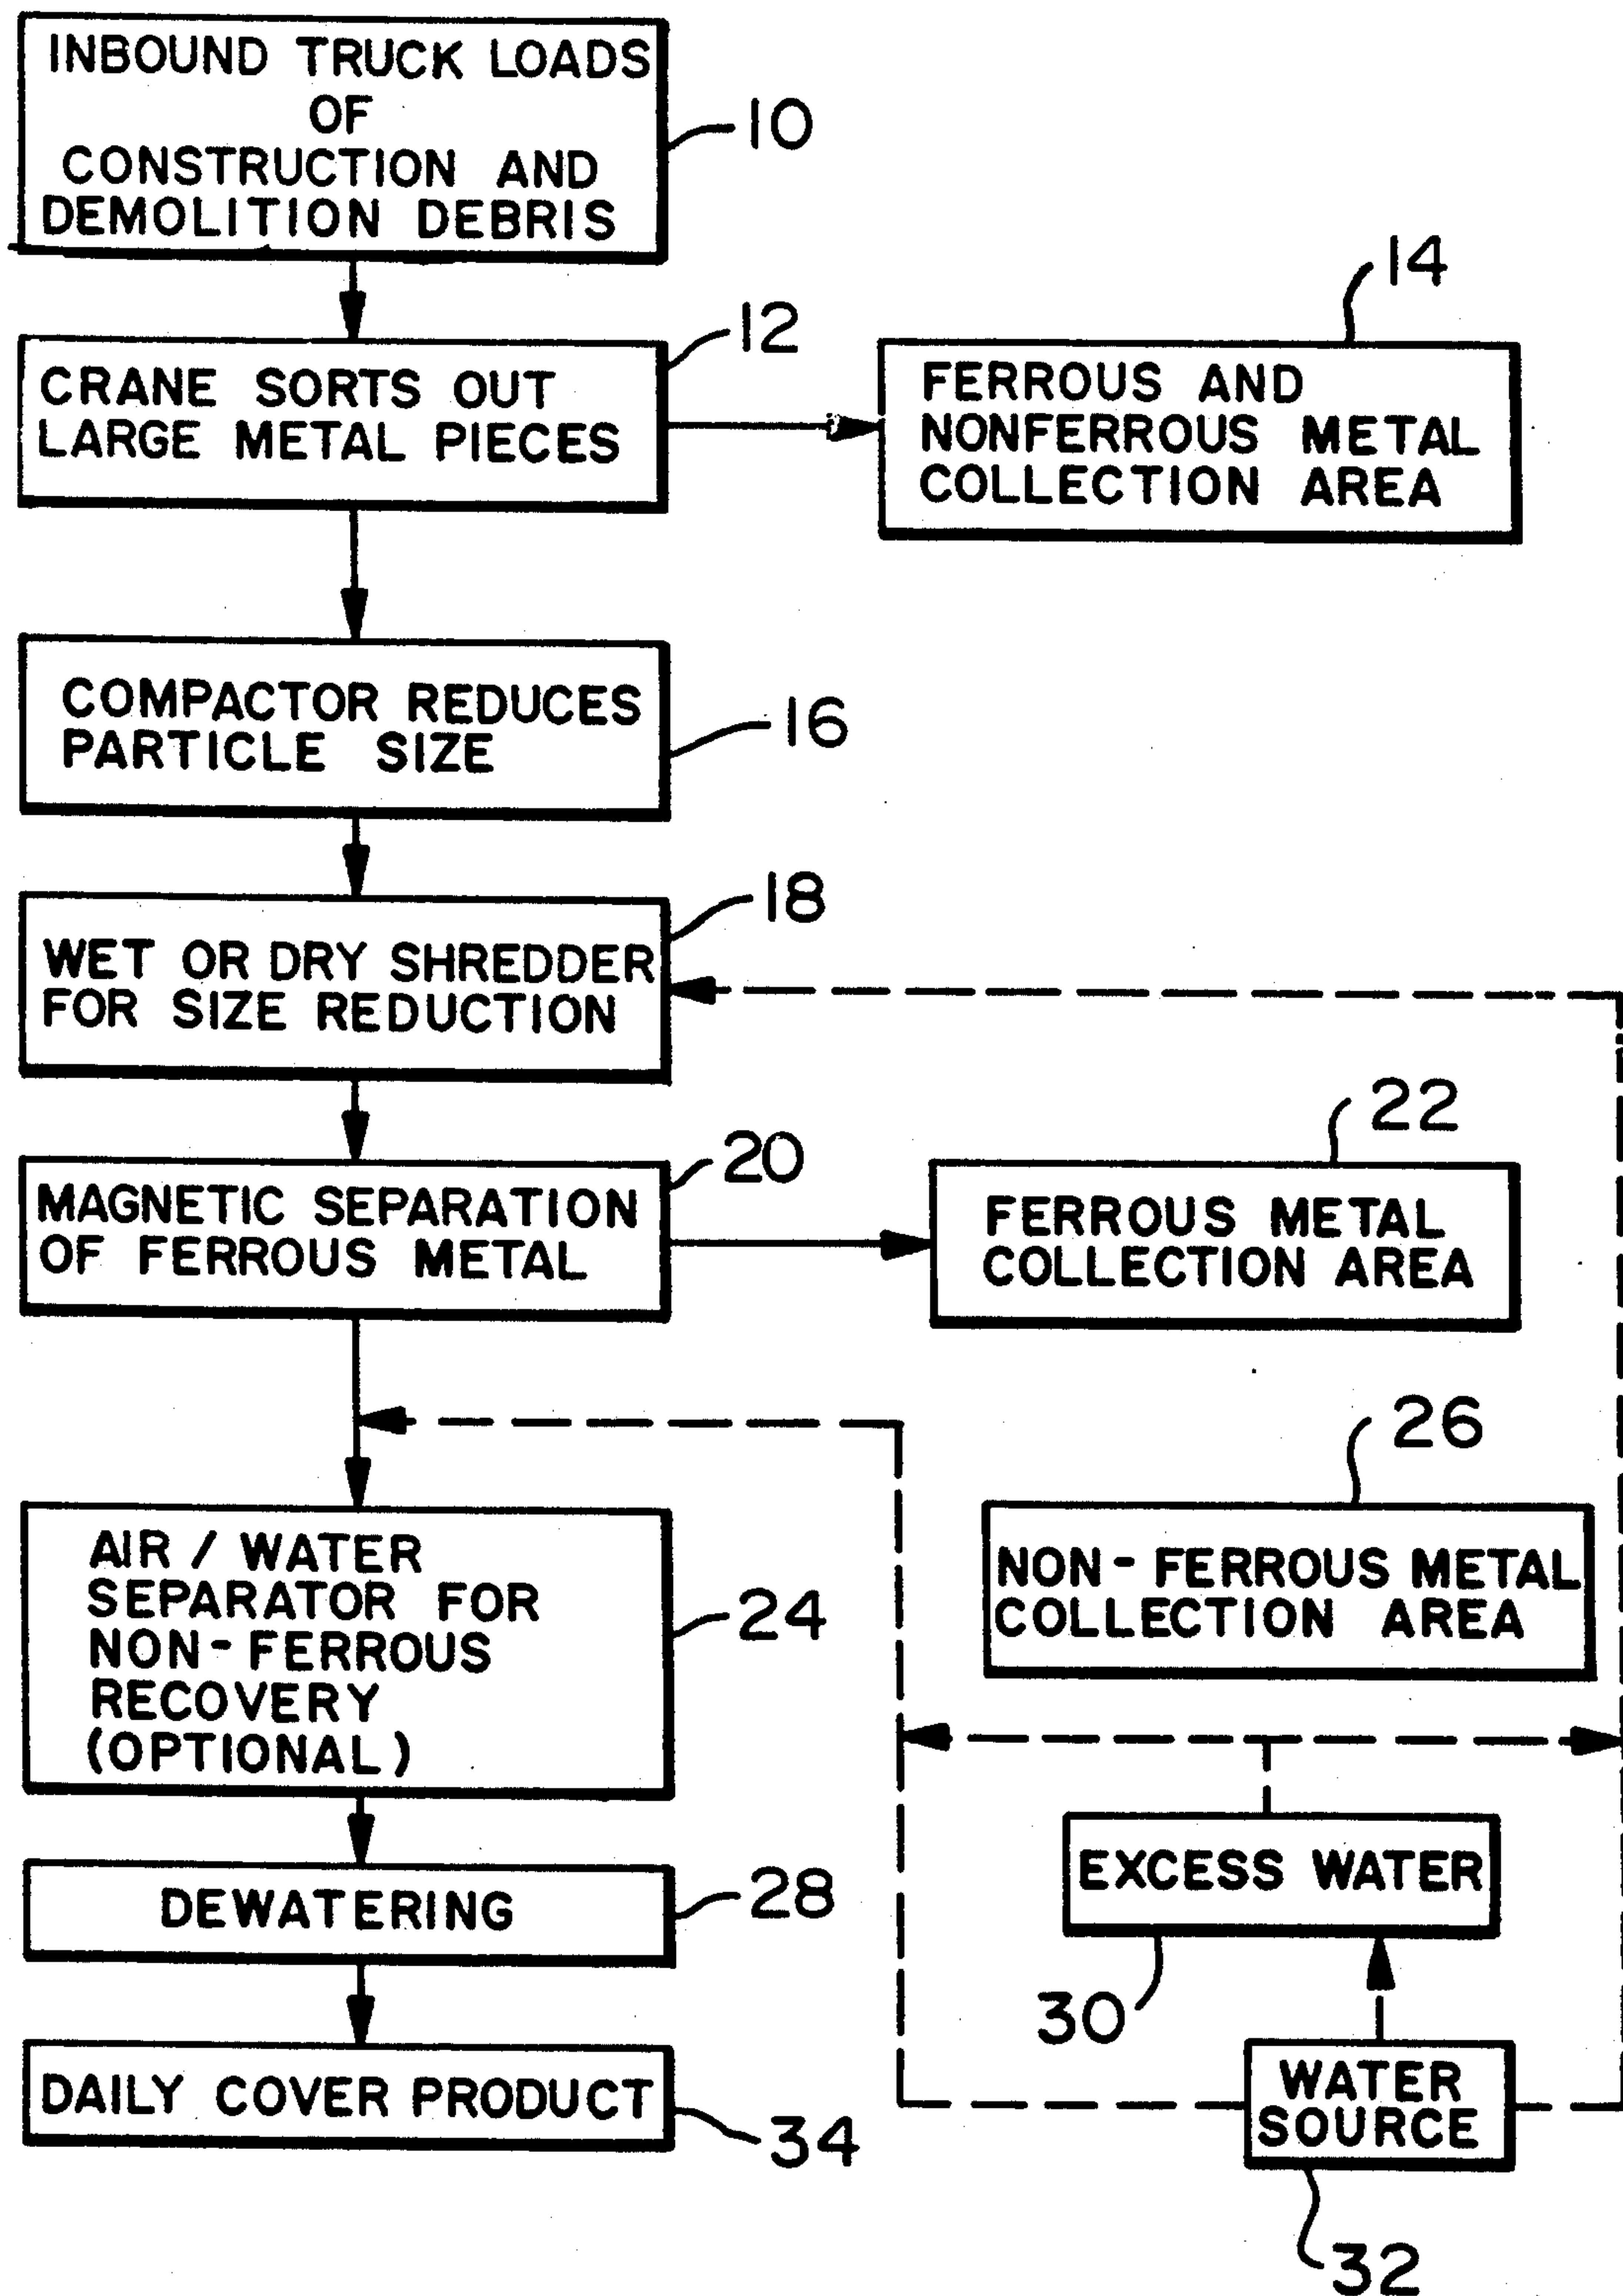 INBOUND TRUCK LOADS
OF
CONSTRUCTION AND
DEMOLITION DEBRIS
10
12
CRANE SORTS OUT
LARGE METAL PIECES
14
FERROUS AND
NONFERROUS METAL
COLLECTION AREA
COMPACTOR REDUCES
PARTICLE SIZE
16
18
WET OR DRY SHREDDER
FOR SIZE REDUCTION
20
MAGNETIC SEPARATION
OF FERROUS METAL
22
FERROUS METAL
COLLECTION AREA
26
NON-FERROUS METAL
COLLECTION AREA
AIR / WATER
SEPARATOR FOR
NON-FERROUS
RECOVERY
(OPTIONAL)
24
DEWATERING
28
EXCESS WATER
30
DAILY COVER PRODUCT
34
WATER
SOURCE
32